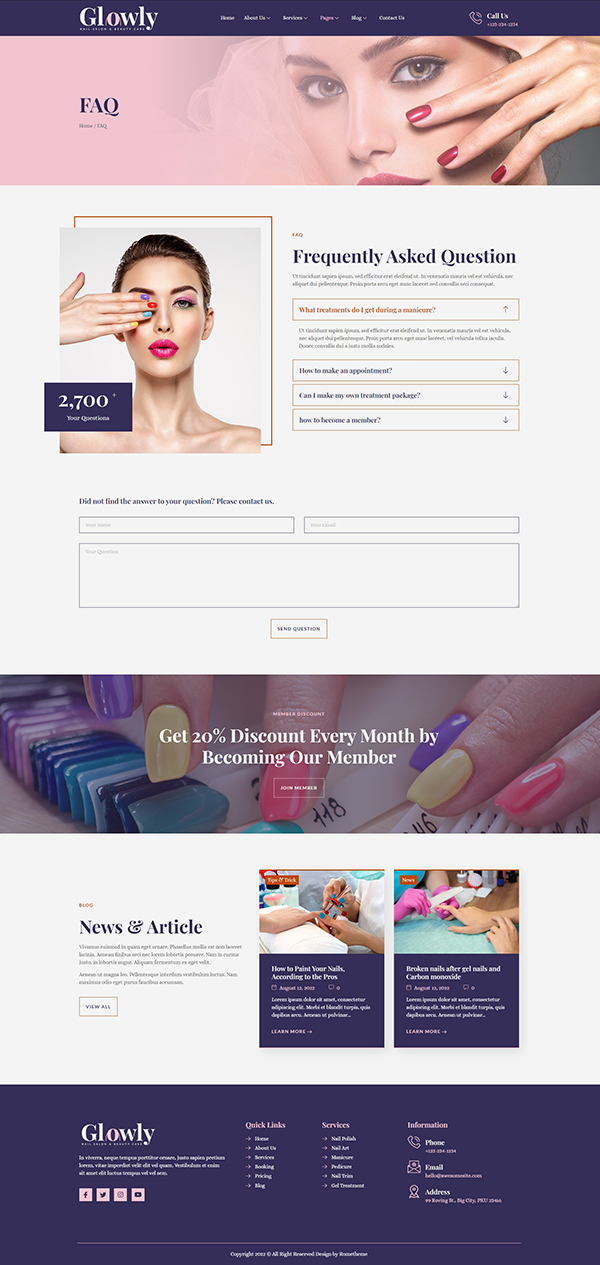 Glowly
NAIL SALON & BEAUTY CARE
Home
About Us
Services
Pages
Blog
Contact Us
Call Us
+125-234-1234
FAQ
Home / FAQ
FAQ
Frequently Asked Question
Ut tincidunt sapien ipsum, sed efficitur erat eleifend ut. In venenatis mauris vel est vehicula, nec
aliquet dui pellentesque. Proin porta arcu eget nunc laoreet sed convallis orci consequat.
What treatments do I get during a manicure?
Ut tincidunt sapien ipsum, sed efficitur erat eleifend ut. In venenatis mauris vel est vehicula,
nec aliquet dui pellentesque. Proin porta arcu eget nunc laoreet, vel vehicula tellus iaculis.
Donec convallis dui a justo mollis sodales.
How to make an appointment?
Can I make my own treatment package?
how to become a member?
2,700 +
Your Questions
Did not find the answer to your question? Please contact us.
Your Name
Your Email
Your Question
SEND QUESTION
MEMBER DISCOUNT
Get 20% Discount Every Month by
Becoming Our Member
JOIN MEMBER
118
46
BLOG
News & Article
Vivamus euismod in quam eget ornare. Phasellus mollis est non laoreet
lacinia. Aenean finibus orci nec lorem lobortis posuere. Nam in cursus
justo, in lobortis augue. Aliquam fermentum ex eget velit.
Aenean ut magna leo. Pellentesque interdum vestibulum luctus. Nam
maximus odio eget purus faucibus accumsan.
VIEW ALL
Tips & Trick
How to Paint Your Nails,
According to the Pros
August 12, 2022
0
Lorem ipsum dolor sit amet, consectetur
adipiscing elit. Morbi et blandit turpis, quis
dapibus arcu. Aenean ut pulvinar...
LEARN MORE
News
Broken nails after gel nails and
Carbon monoxide
August 12, 2022
0
Lorem ipsum dolor sit amet, consectetur
adipiscing elit. Morbi et blandit turpis, quis
dapibus arcu. Aenean ut pulvinar...
LEARN MORE
Glowly
NAIL SALON & BEAUTY CARE
In viverra, neque tempus porttitor ornare, justo sapien pretium
lorem, vitae imperdiet velit elit vel quam. Vestibulum et enim
sit amet elit luctus tempus vel vel sem.
Quick Links
Home
About Us
Services
Booking
Pricing
Blog
Services
Nail Polish
Nail Art
Manicure
Pedicure
Nail Trim
Gel Treatment
Information
Phone
+125-234-1234
Email
hello@awesomesite.com
Address
99 Roving St., Big City, PKU 23456
Copyright 2022 © All Right Reserved Design by Rometheme